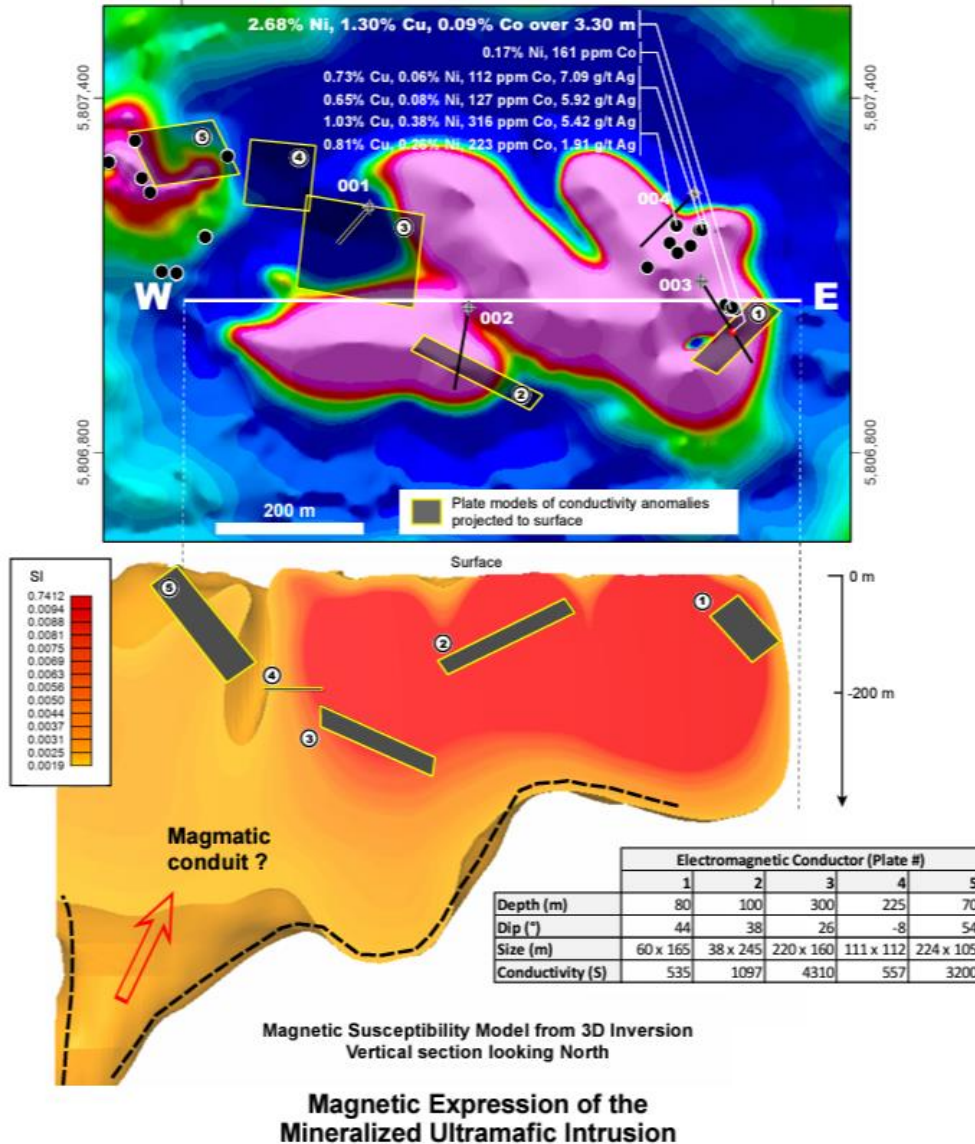 2.68% Ni, 1.30% Cu, 0.09% Co over 3.30 m
0.17% Ni, 161 ppm Co
0.73% Cu, 0.06% Ni, 112 ppm Co, 7.09 g/t Ag
0.65% Cu, 0.08% Ni, 127 ppm Co, 5.92 g/t Ag
1.03% Cu, 0.38% Ni, 316 ppm Co, 5.42 g/t Ag
0.81% Cu, 0.26% Ni, 223 ppm Co, 1.91 g/t Ag
5,807,400
5,807,400
5
4
001
004
3
003
W
E
002
1
2
5,806,800
5,806,800
200 m
Plate models of conductivity anomalies
projected to surface
Surface
SI
0.7412
0.0094
0.0088
0.0081
0.0075
0.0069
0.0063
0.0056
0.0050
0.0044
0.0037
0.0031
0.0025
0.0019
5
1
2
4
3
0 m
-200 m
Magmatic
conduit ?
Electromagnetic Conductor (Plate #)
1 2 3 4 5
Depth (m) 80 100 300 225 70
Dip (°) 44 38 26 -8 54
Size (m) 60 x 165 38 x 245 220 x 160 111 x 112 224 x 105
Conductivity (S) 535 1097 4310 557 3200
Magnetic Susceptibility Model from 3D Inversion
Vertical section looking North
Magnetic Expression of the
Mineralized Ultramafic Intrusion